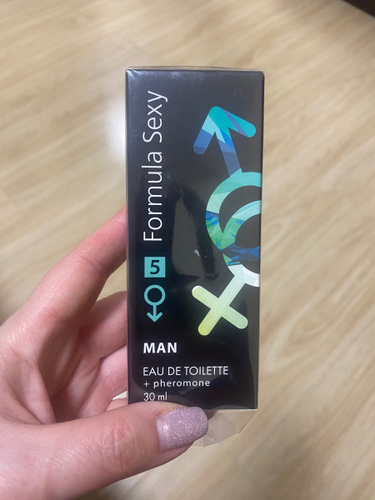 Formula Sexy
5
MAN
EAU DE TOILETTE
+ pheromone
30 ml